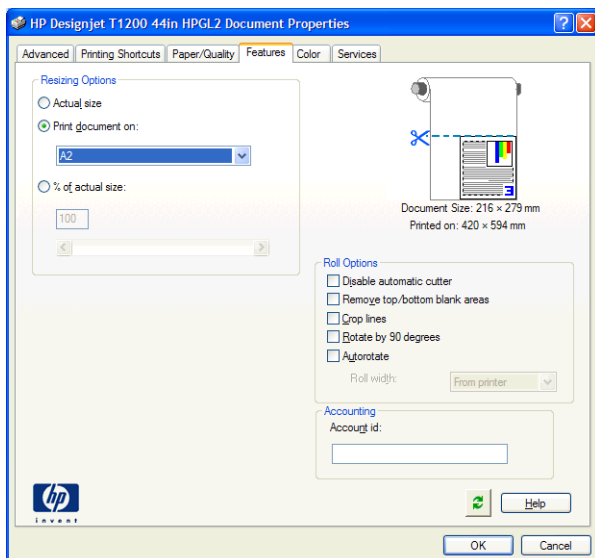 HP Designjet T1200 44in HPGL2 Document Properties
Advanced Printing Shortcuts Paper/Quality Features Color Services
Resizing Options
Actual size
Print document on:
A2
% of actual size:
100
Document Size: 216 × 279 mm
Printed on: 420 × 594 mm
Roll Options
Disable automatic cutter
Remove top/bottom blank areas
Crop lines
Rotate by 90 degrees
Autorotate
Roll width: From printer
Accounting
Account id:
hp
invent
Help
OK Cancel